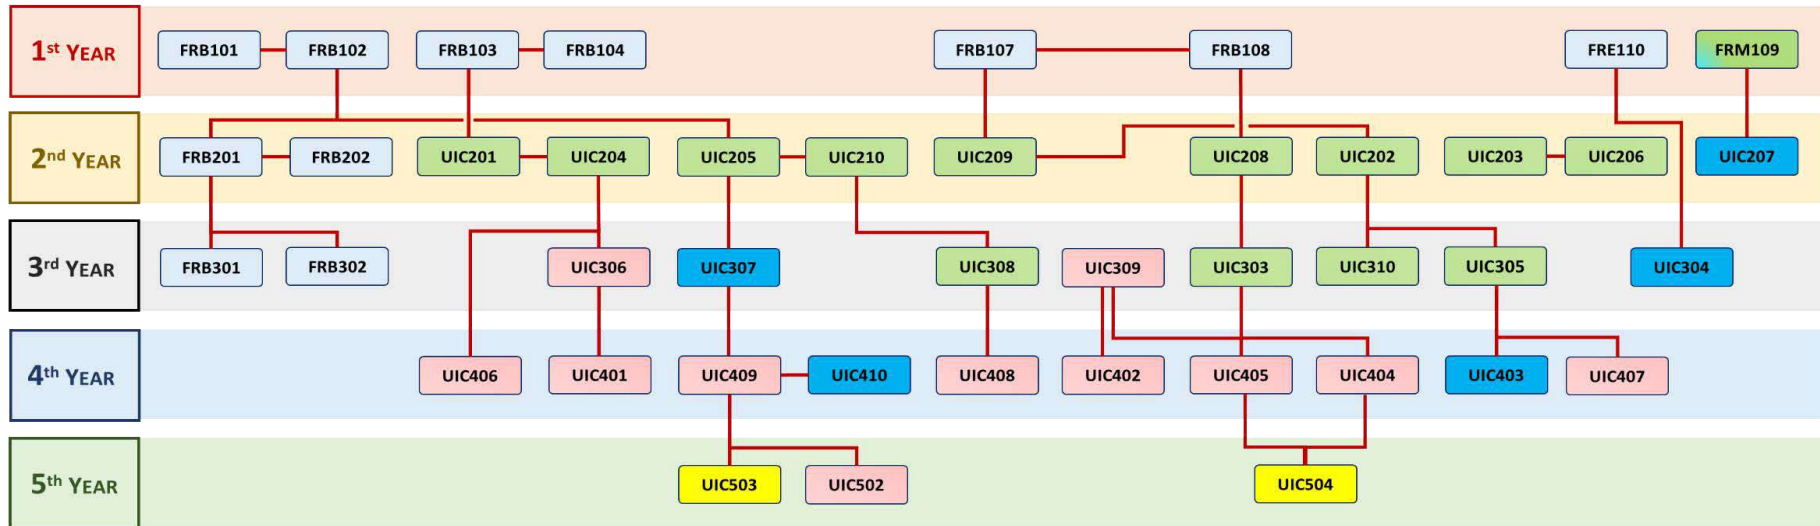 1st YEAR
FRB101 FRB102 FRB103 FRB104 FRB107 FRB108 FRE110 FRM109
2nd YEAR
FRB201 FRB202 UIC201 UIC204 UIC205 UIC210 UIC209 UIC208 UIC202 UIC203 UIC206 UIC207
3rd YEAR
FRB301 FRB302 UIC306 UIC307 UIC308 UIC309 UIC303 UIC310 UIC305 UIC304
4th YEAR
UIC406 UIC401 UIC409 UIC410 UIC408 UIC402 UIC405 UIC404 UIC403 UIC407
5th YEAR
UIC503 UIC502 UIC504